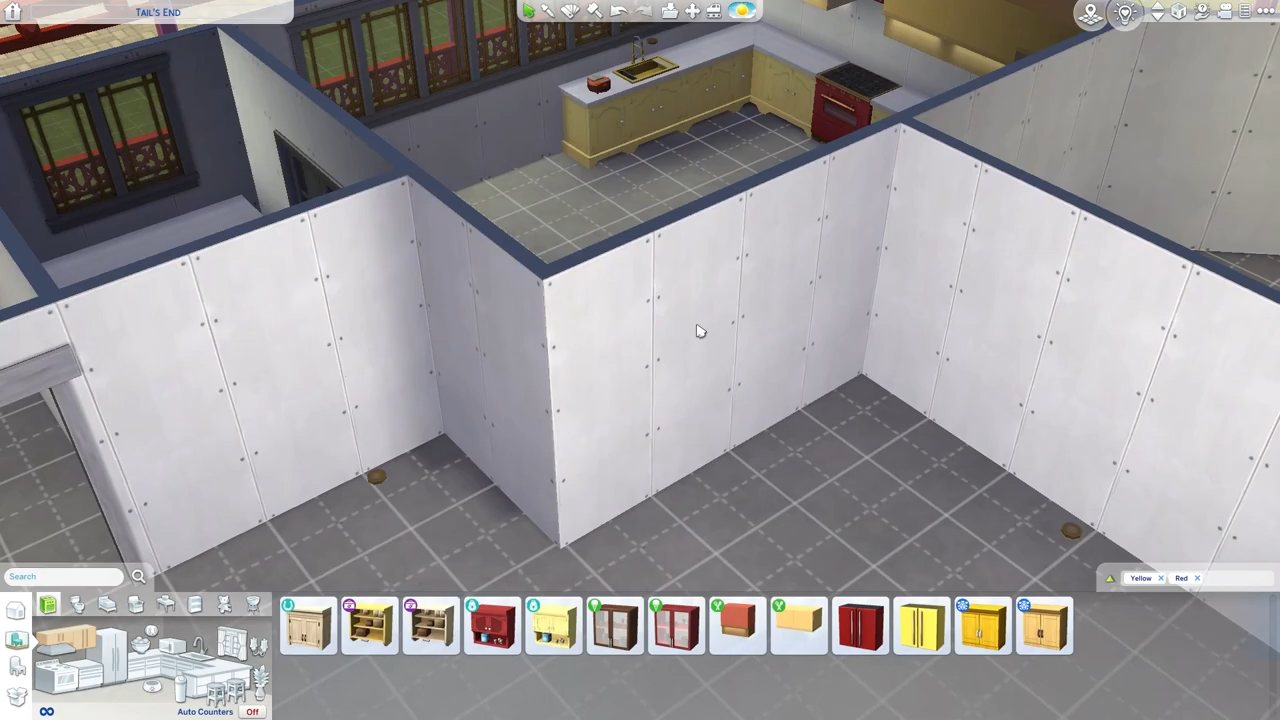 TAIL'S END
Yellow
Red
Search
Auto Counters Off